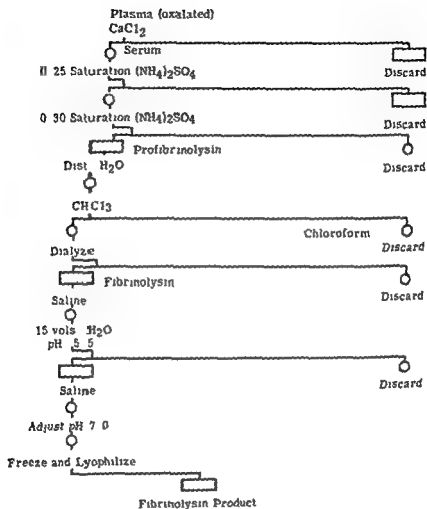 Plasma (oxalated)
CaCl2
Serum
Discard
0 25 Saturation (NH4)2SO4
Discard
0 30 Saturation (NH4)2SO4
Profibrinolysin
Discard
Dist H2O
CHCl3
Chloroform
Discard
Dialyze
Fibrinolysin
Discard
Saline
15 vols H2O
pH 5 5
Discard
Saline
Adjust pH 7 0
Freeze and Lyophilize
Fibrinolysin Product